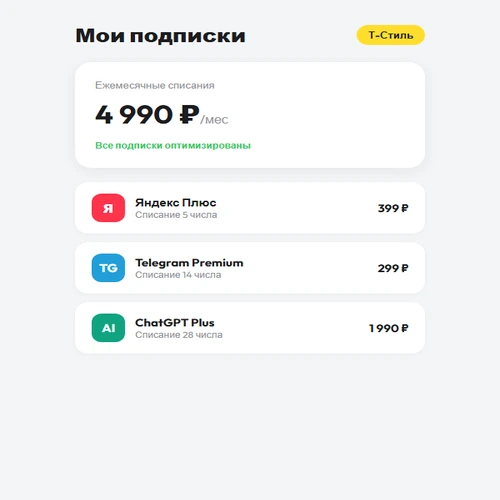 Мои подписки
Т-Стиль
Ежемесячные списания
4 990 ₽/мес
Все подписки оптимизированы
Я
Яндекс Плюс
Списание 5 числа
399 ₽
TG
Telegram Premium
Списание 14 числа
299 ₽
AI
ChatGPT Plus
Списание 28 числа
1 990 ₽